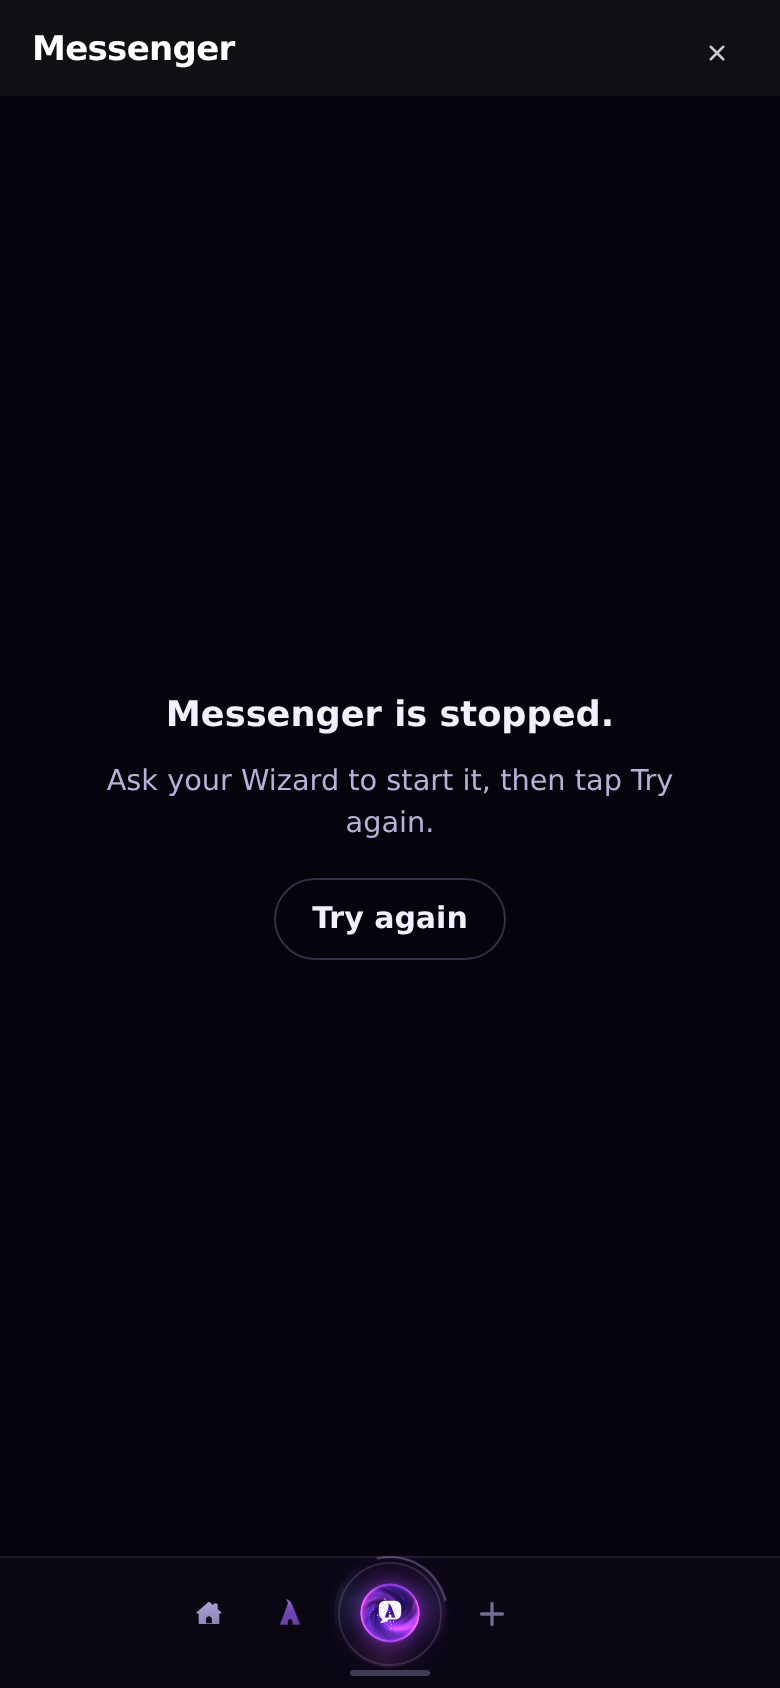 Messenger
Messenger is stopped.
Ask your Wizard to start it, then tap Try
again.
Try again